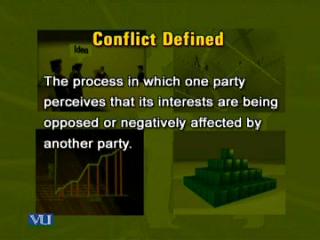 Conflict Defined
Idea
The process in which one party
perceives that its interests are being
opposed or negatively affected by
another party.
VU